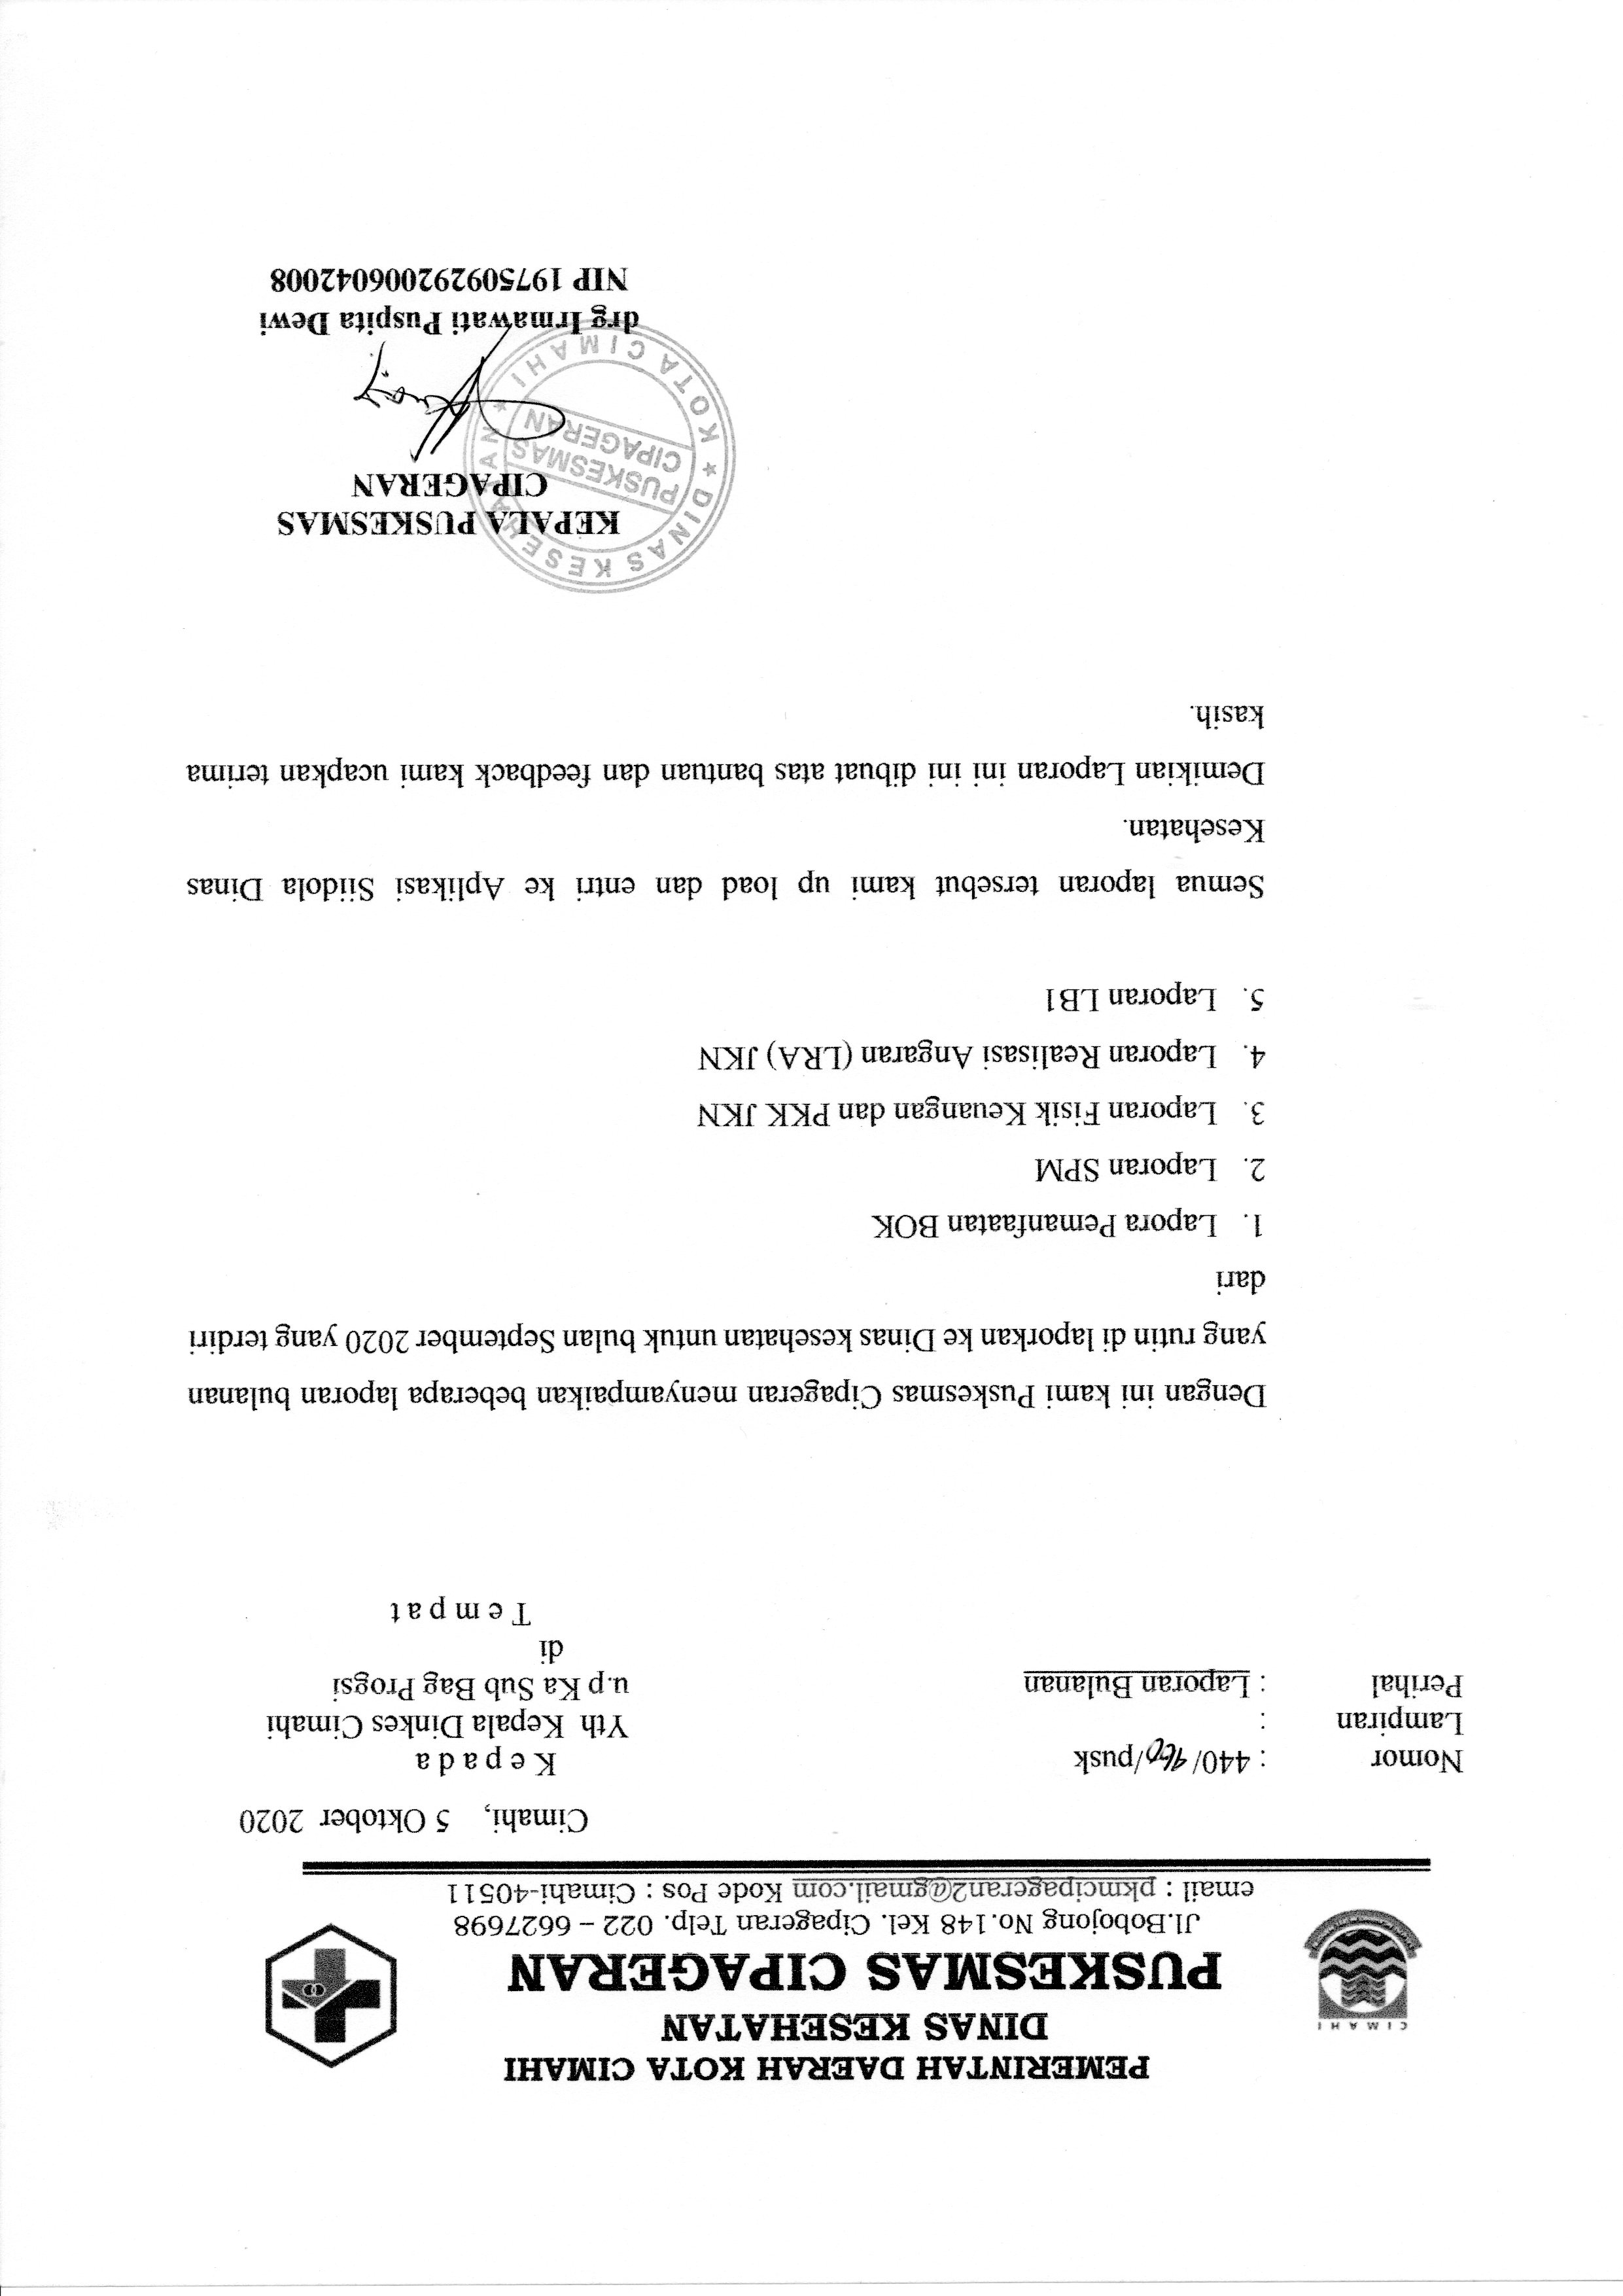 PEMERINTAH DAERAH KOTA CIMAHI
DINAS KESEHATAN
PUSKESMAS CIPAGERAN
Jl.Bobojong No.148 Kel. Cipageran Telp. 022 – 6627698
email : pkmcipageran2@gmail.com Kode Pos : Cimahi-40511
CIMAHI
Cimahi, 5 Oktober 2020
Nomor : 440/460/pusk
Lampiran :
Perihal : Laporan Bulanan
K e p a d a
Yth Kepala Dinkes Cimahi
u.p Ka Sub Bag Progsi
di
T e m p a t
Dengan ini kami Puskesmas Cipageran menyampaikan beberapa laporan bulanan
yang rutin di laporkan ke Dinas kesehatan untuk bulan September 2020 yang terdiri
dari
1. Lapora Pemanfaatan BOK
2. Laporan SPM
3. Laporan Fisik Keuangan dan PKK JKN
4. Laporan Realisasi Angaran (LRA) JKN
5. Laporan LB1
Semua laporan tersebut kami up load dan entri ke Aplikasi Siidola Dinas
Kesehatan.
Demikian Laporan ini ini dibuat atas bantuan dan feedback kami ucapkan terima
kasih.
KEPALA PUSKESMAS
CIPAGERAN
DINAS KESEHATAN
PUSKESMAS
CIPAGERAN
KOTA CIMAHI
drg Irmawati Puspita Dewi
NIP 197509292006042008